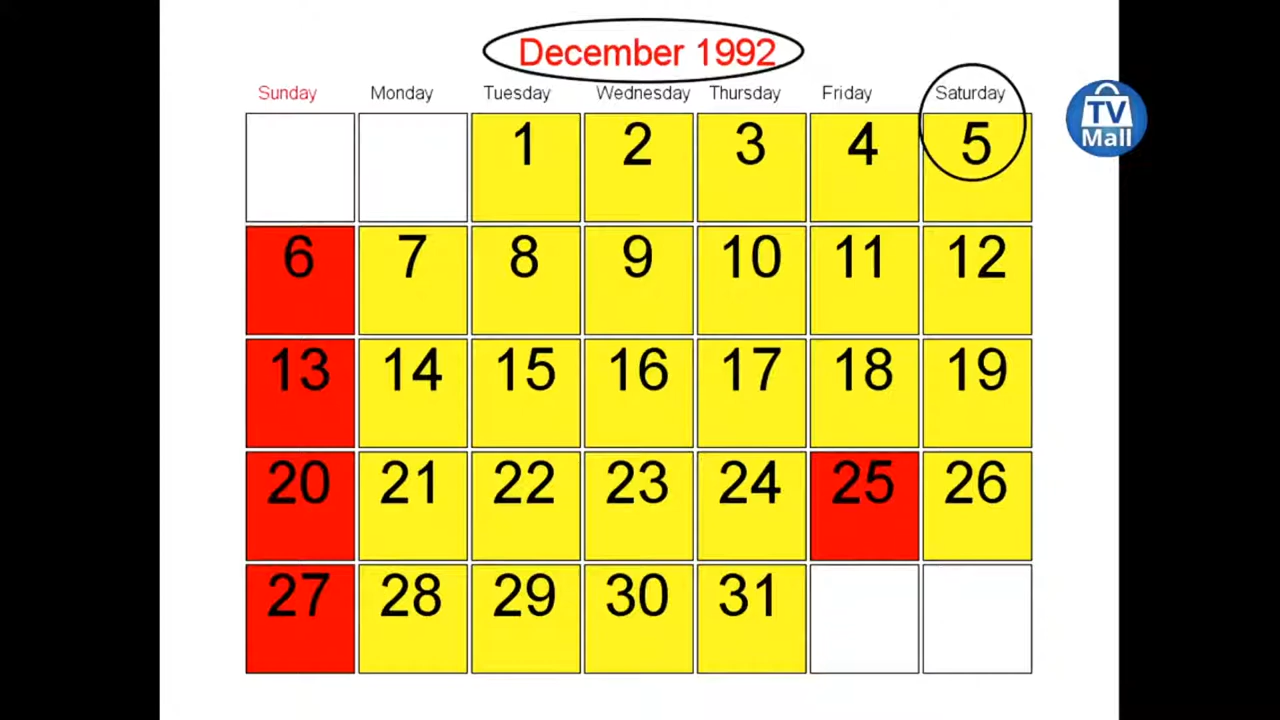 December 1992
Sunday Monday Tuesday Wednesday Thursday Friday Saturday
1 2 3 4 5
6 7 8 9 10 11 12
13 14 15 16 17 18 19
20 21 22 23 24 25 26
27 28 29 30 31
TV
Mall